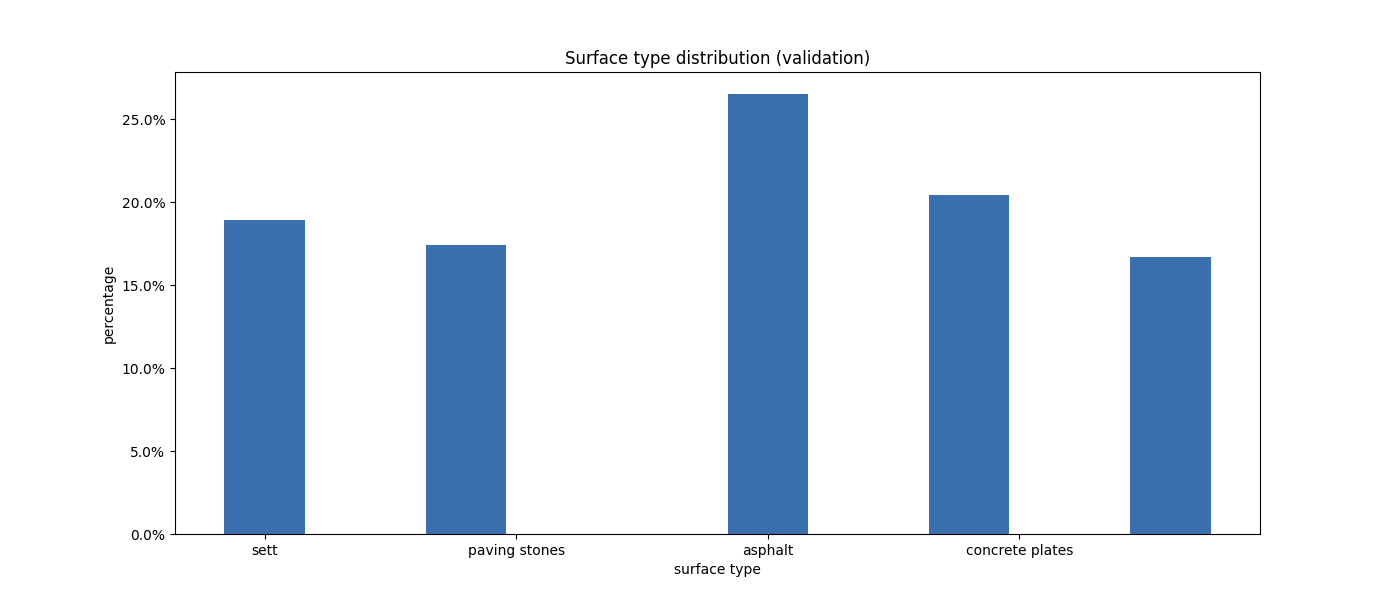 Surface type distribution (validation)
25.0%
20.0%
15.0%
10.0%
5.0%
0.0%
percentage
sett paving stones asphalt concrete plates
surface type